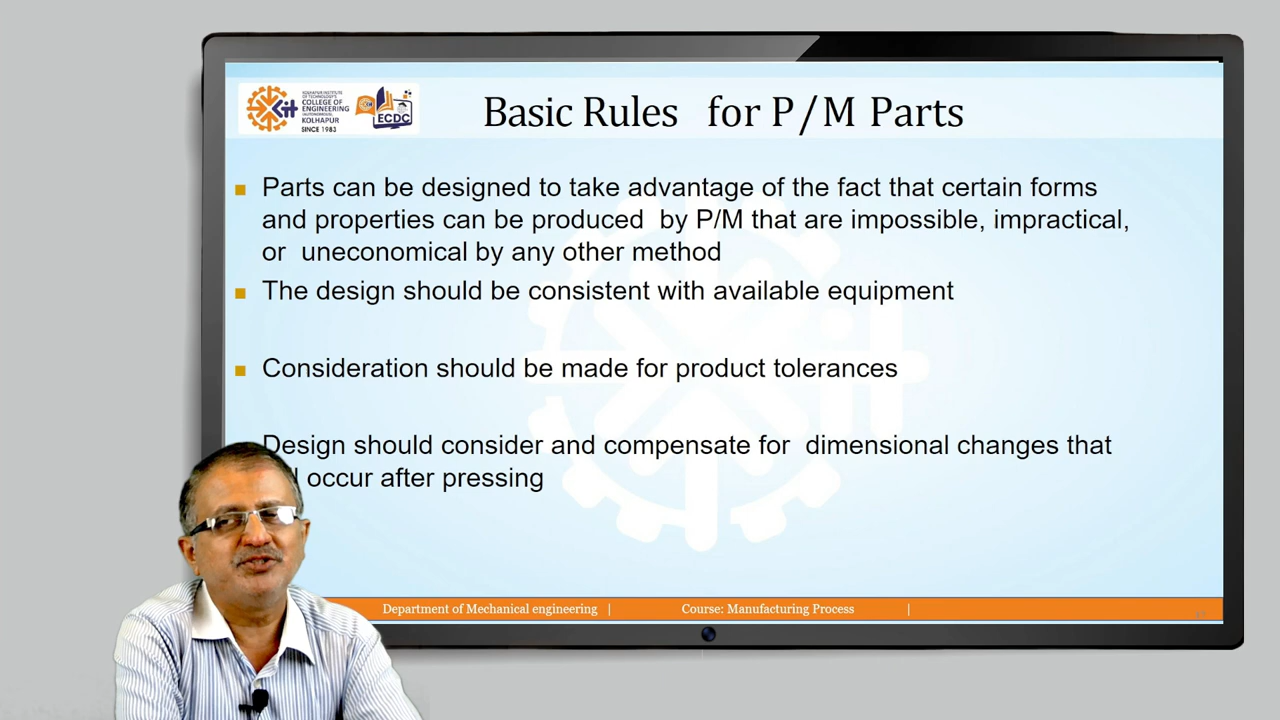 KOLHAPUR INSTITUTE
OF TECHNOLOGY'S
COLLEGE OF
ENGINEERING
(AUTONOMOUS),
KOLHAPUR
SINCE 1983
ECDC
Basic Rules for P/M Parts
Parts can be designed to take advantage of the fact that certain forms
and properties can be produced by P/M that are impossible, impractical,
or uneconomical by any other method
The design should be consistent with available equipment
Consideration should be made for product tolerances
Design should consider and compensate for dimensional changes that
occur after pressing
Department of Mechanical engineering |
Course: Manufacturing Process |